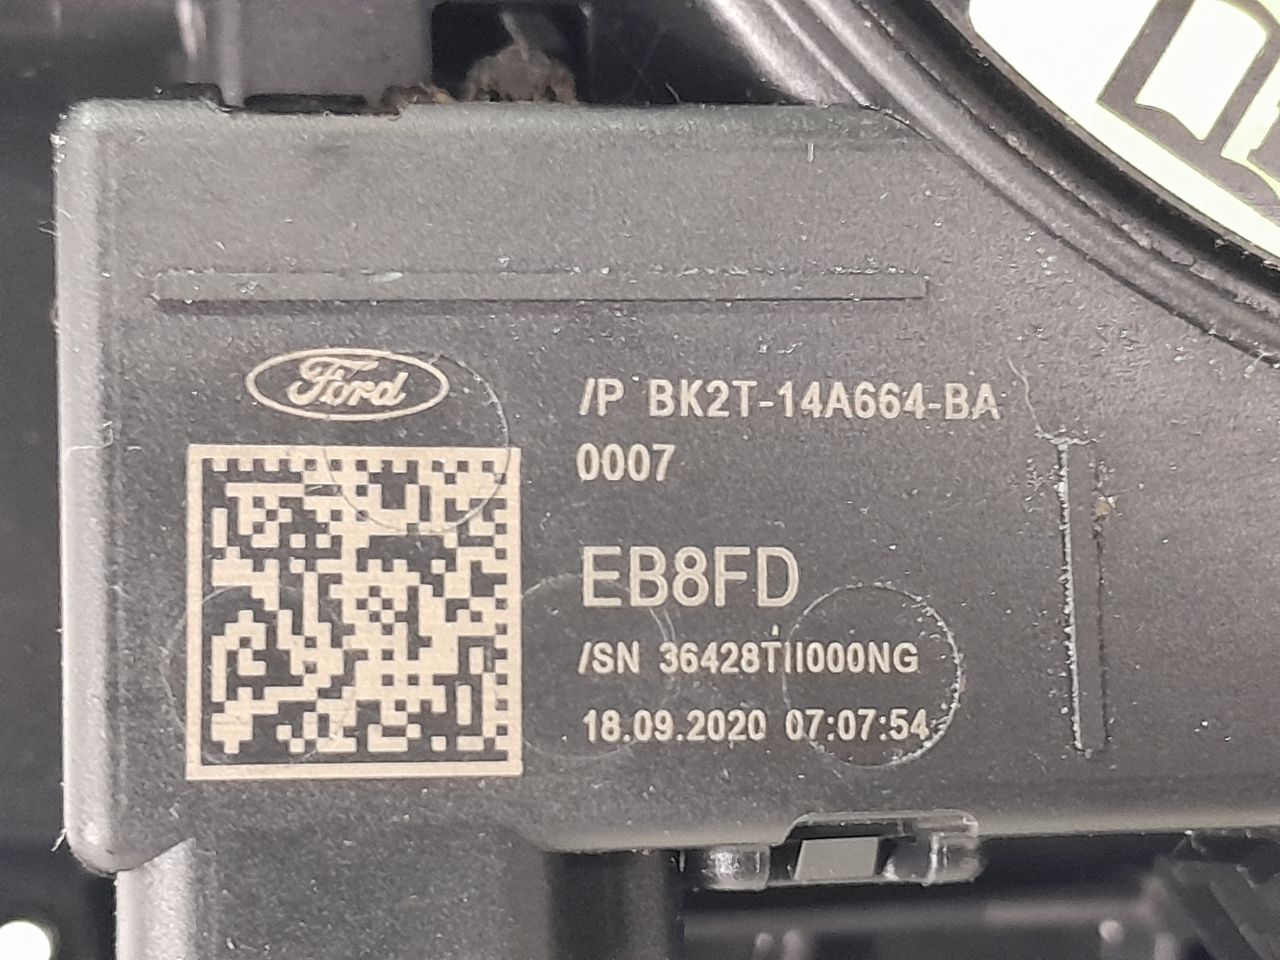 Ford
/P BK2T-14A664-BA
0007
EB8FD
/SN 36428TII000NG
18.09.2020 07:07:54